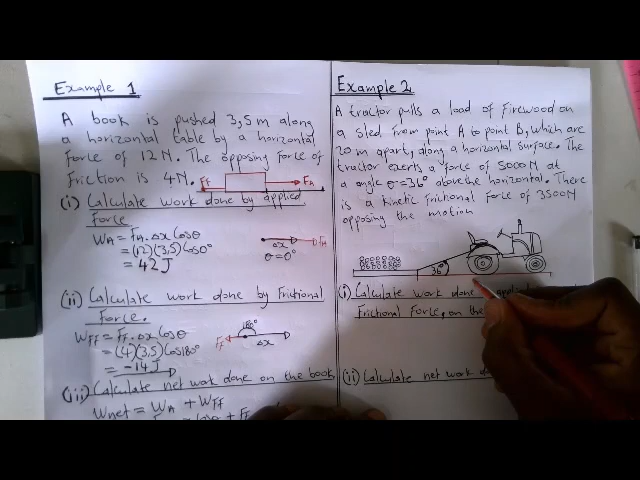 Example 1
A book is pushed 3,5 m along
a horizontal table by a horizontal
Force of 12 N. The opposing force of
Friction is 4N.
Ff
FA
(i) Calculate work done by applied
Force
WA = FA . Δx cosθ
= (12)(3,5)cos0°
= 42 J
Δx
FA
θ = 0°
(ii) Calculate work done by Frictional
Force.
WFf = Ff . Δx cosθ
= (4)(3,5)cos180°
= -14 J
180°
Ff
Δx
(iii) Calculate net work done on the book
Wnet = WA + WFf
Example 2
A tractor pulls a load of firewood on
a sled from point A to point B, which are
20 m apart, along a horizontal surface. The
tractor exerts a force of 5000N at
a angle θ = 36° above the horizontal. There
is a kinetic frictional force of 3500N
opposing the motion
36°
(i) Calculate work done applied
Frictional Force, on the
(ii) Calculate net work d